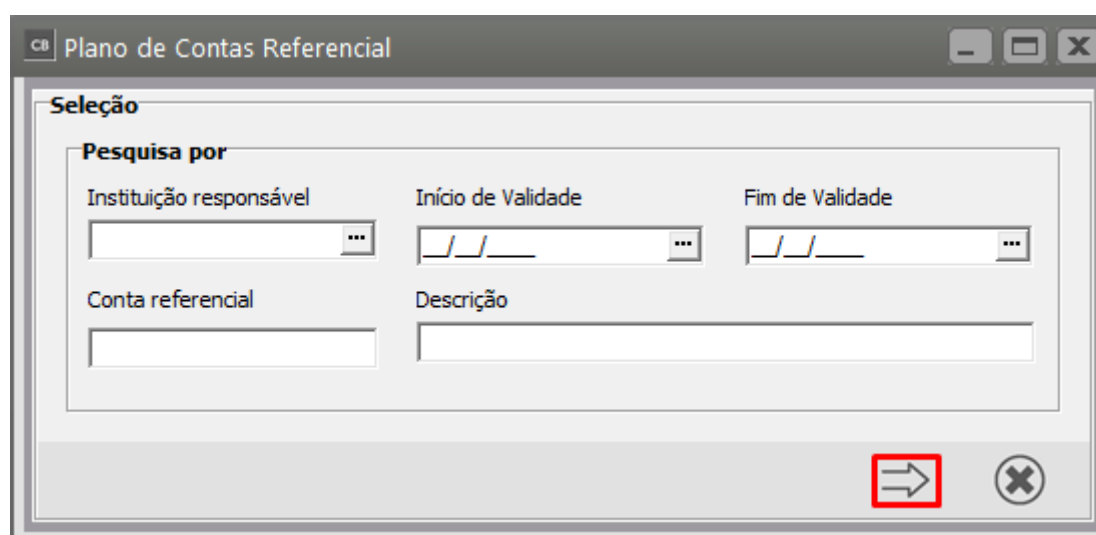 CB Plano de Contas Referencial
Seleção
Pesquisa por
Instituição responsável Início de Validade Fim de Validade
... __/__/____ ... __/__/____ ...
Conta referencial Descrição